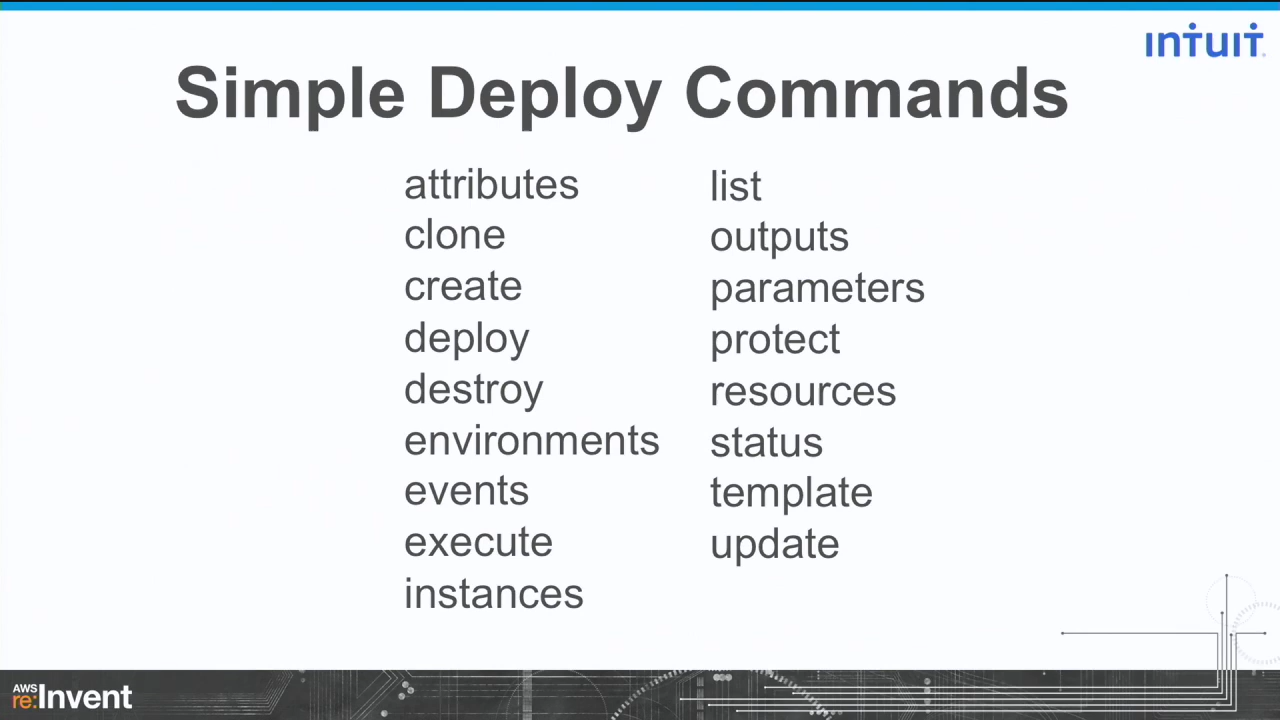 intuit
Simple Deploy Commands
attributes
clone
create
deploy
destroy
environments
events
execute
instances
list
outputs
parameters
protect
resources
status
template
update
AWS
re:Invent